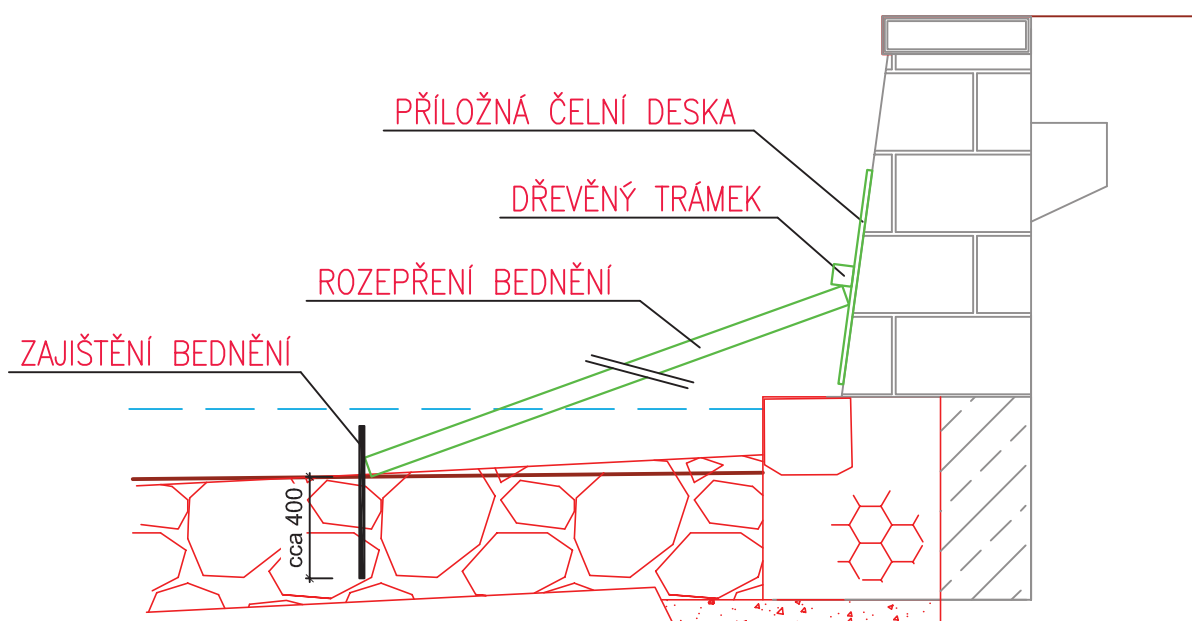 PŘÍLOŽNÁ ČELNÍ DESKA
DŘEVĚNÝ TRÁMEK
ROZEPŘENÍ BEDNĚNÍ
ZAJIŠTĚNÍ BEDNĚNÍ
cca 400